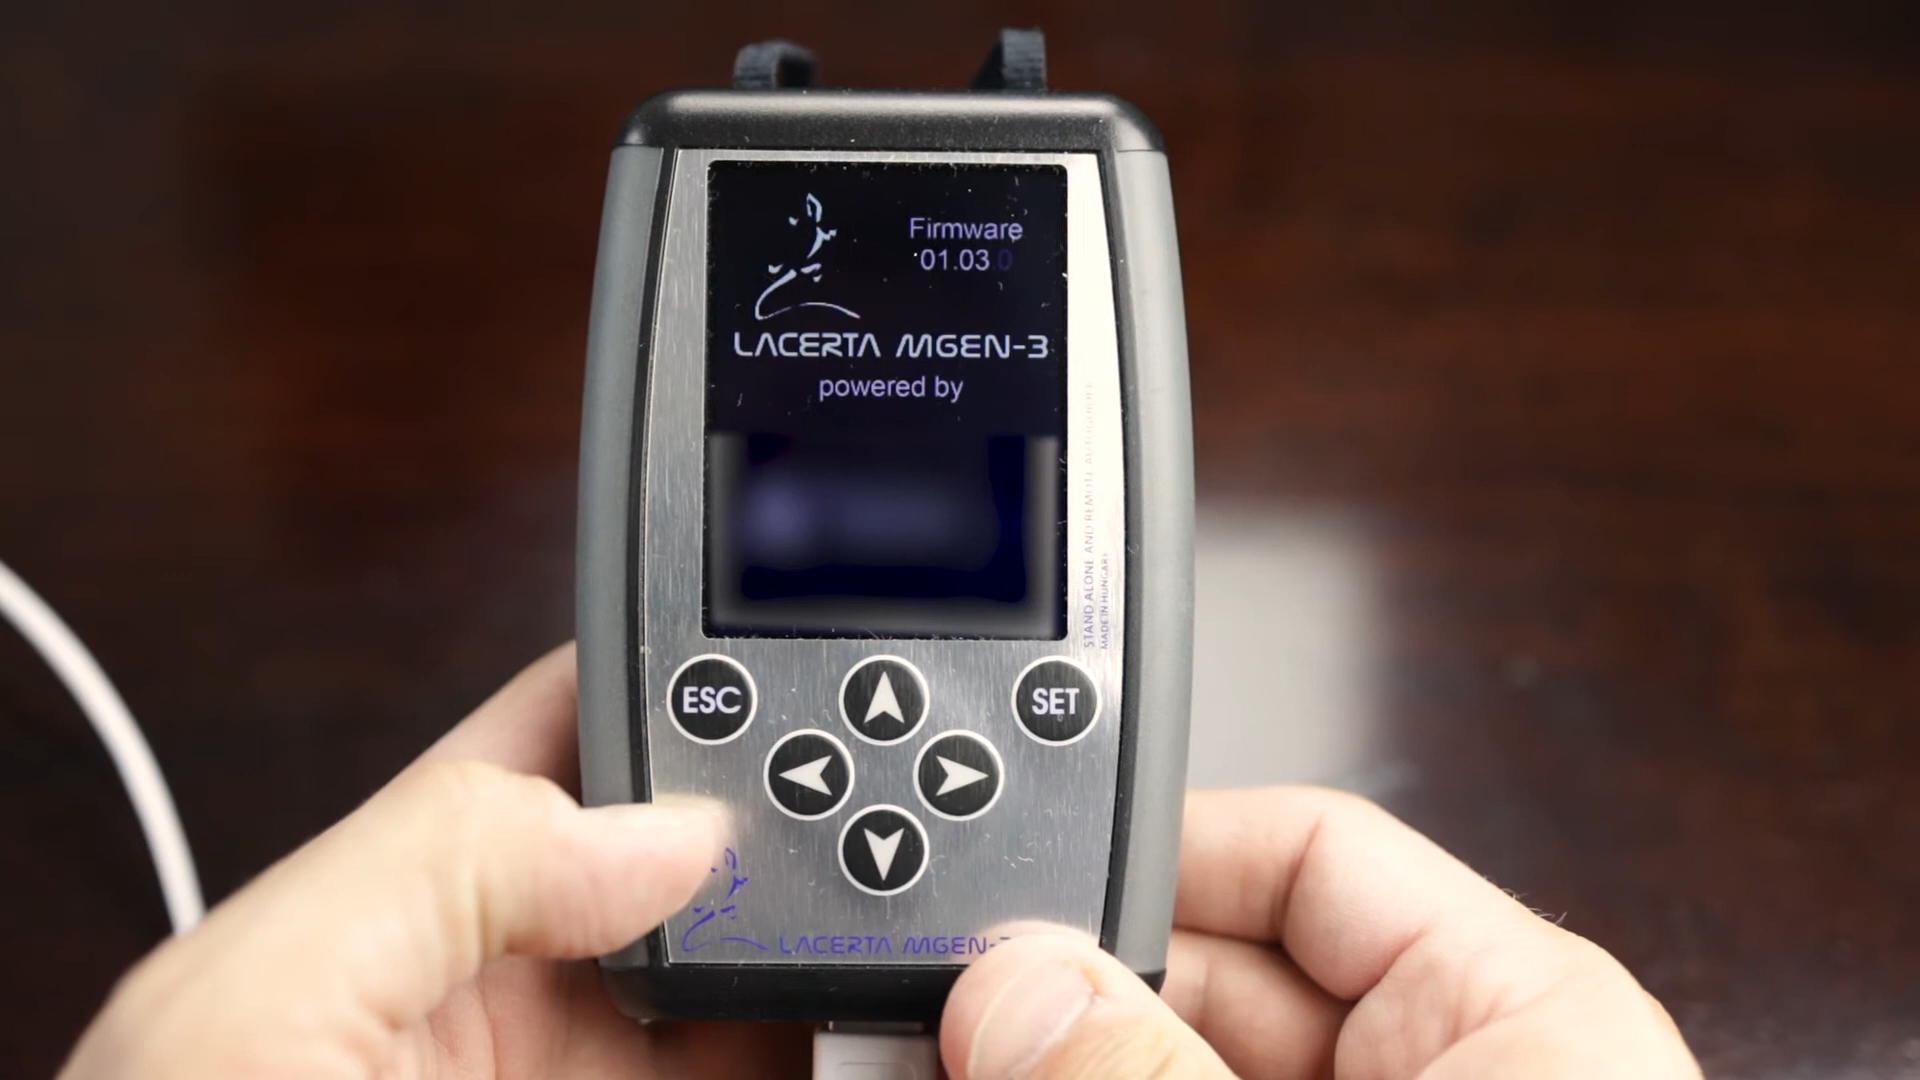 Firmware
01.03.0
LACERTA MGEN-3
powered by
STAND ALONE AND REMOTE AUTOGUIDER
MADE IN HUNGARY
ESC
SET
LACERTA MGEN-3